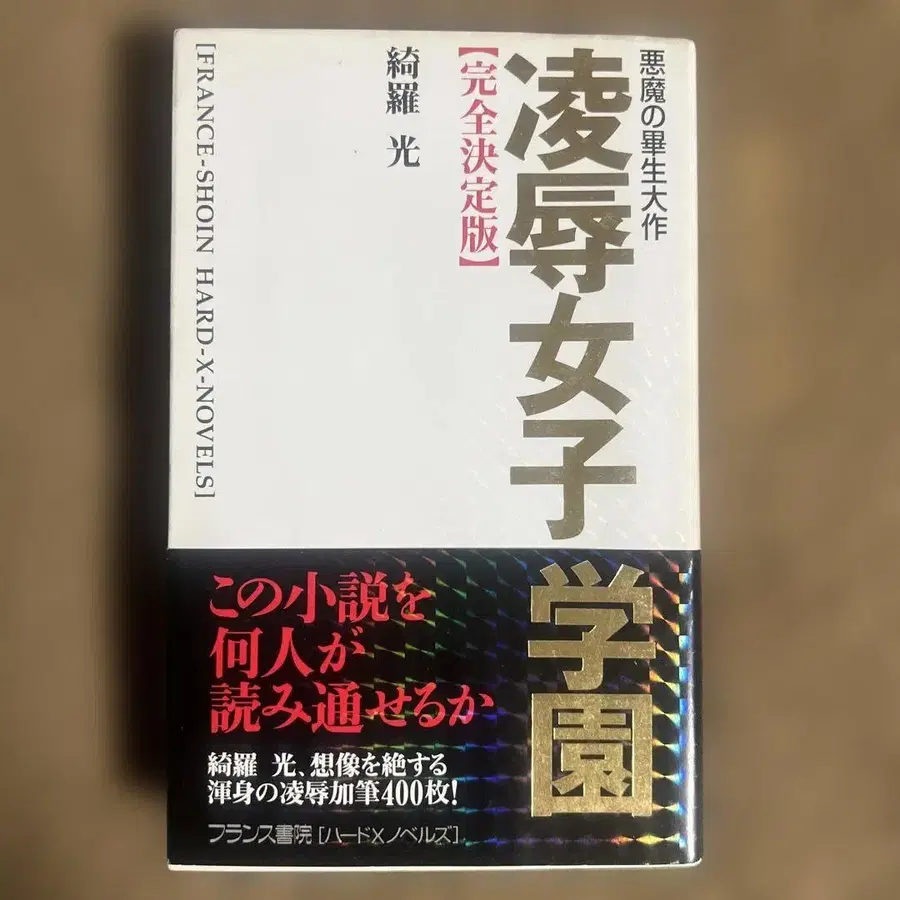 悪魔の畢生大作
凌辱女子学園
【完全決定版】
綺羅 光
[FRANCE-SHOIN HARD-X-NOVELS]
この小説を
何人が
読み通せるか
綺羅 光、想像を絶する
渾身の凌辱加筆400枚!
フランス書院[ハードXノベルズ]